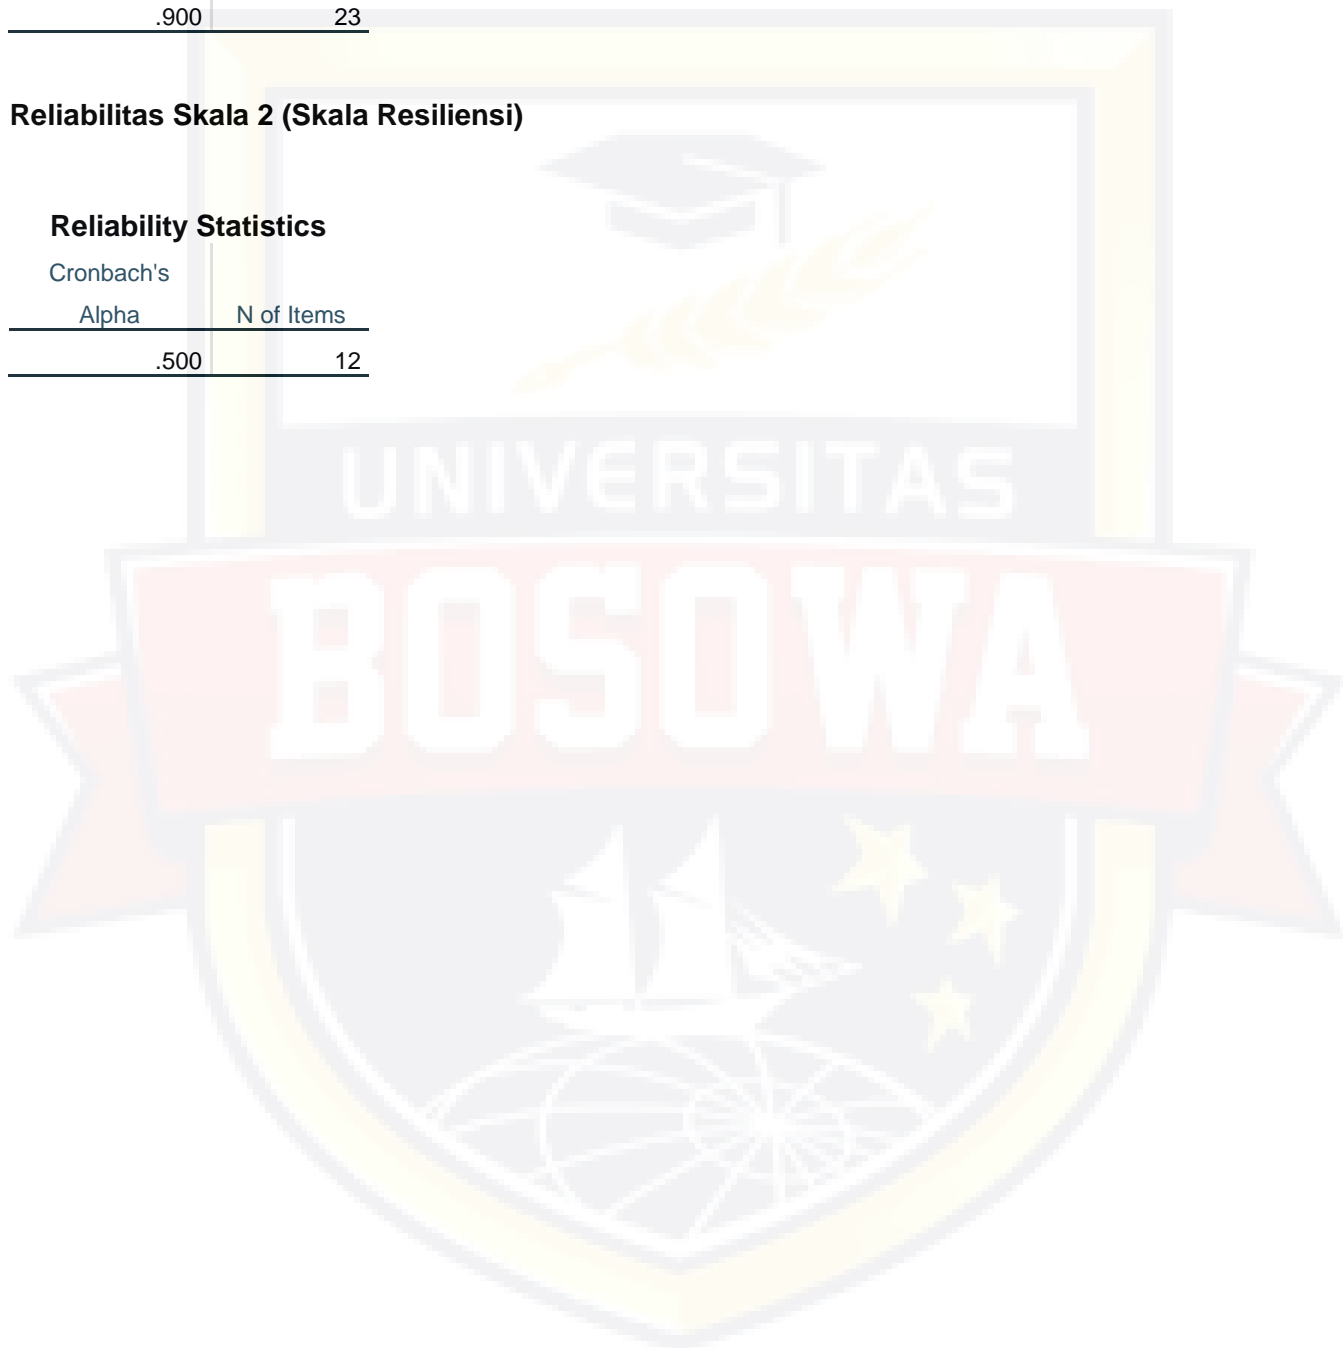 .900 23
Reliabilitas Skala 2 (Skala Resiliensi)
Reliability Statistics
Cronbach's
Alpha N of Items
.500 12
UNIVERSITAS
BOSOWA